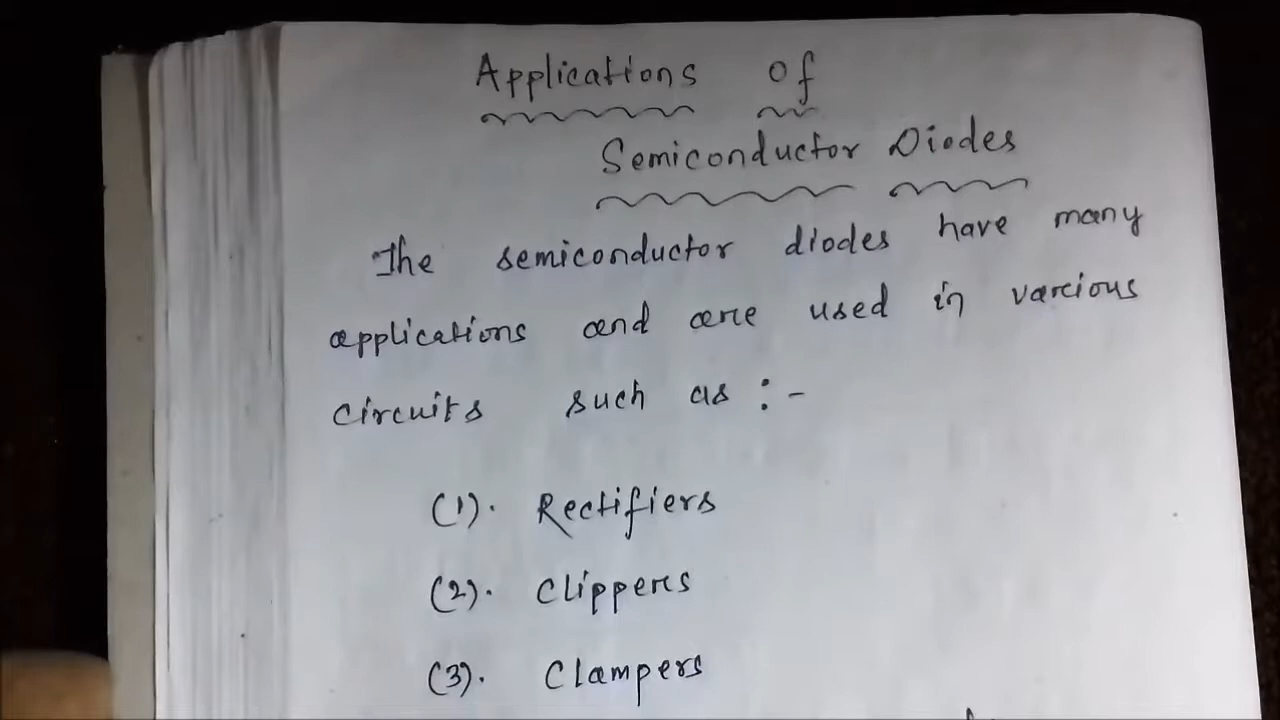 Applications Of
Semiconductor Diodes
The semiconductor diodes have many
applications and are used in various
circuits such as :-
(1). Rectifiers
(2). Clippers
(3). Clampers